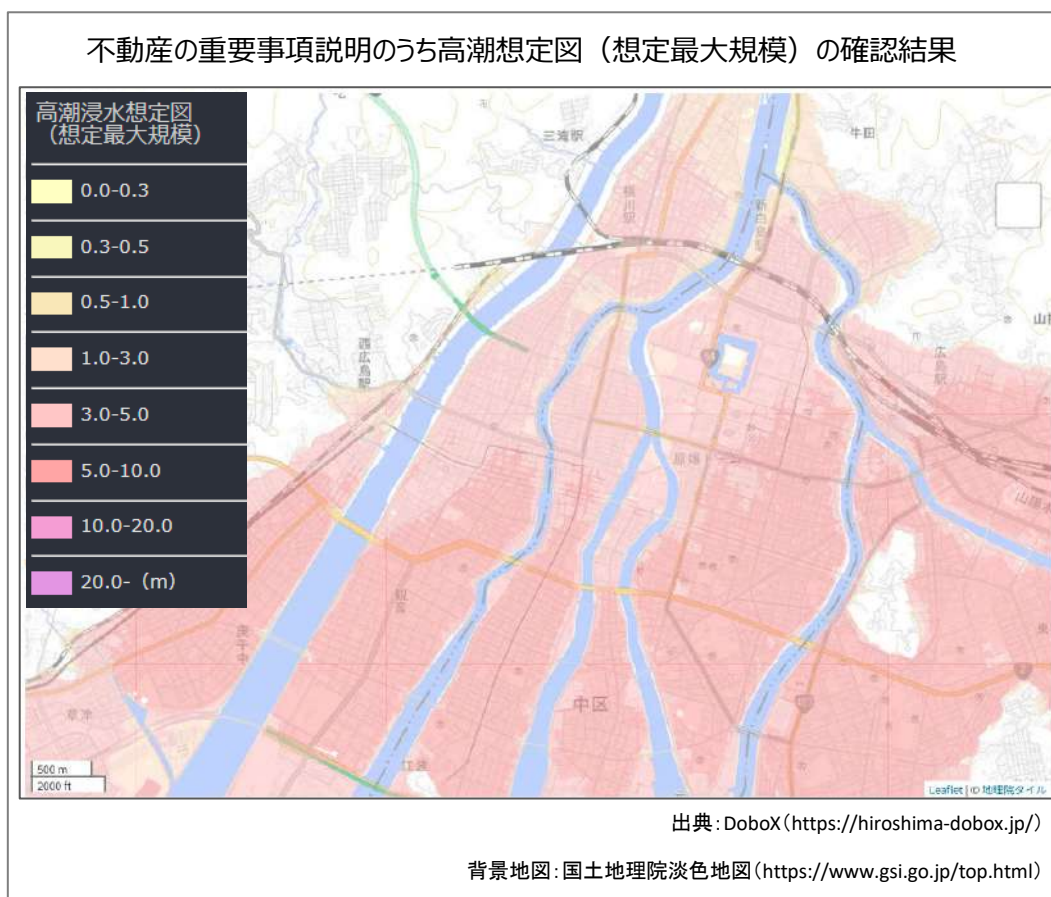 不動産の重要事項説明のうち高潮想定図（想定最大規模）の確認結果
高潮浸水想定図
（想定最大規模）
0.0-0.3
0.3-0.5
0.5-1.0
1.0-3.0
3.0-5.0
5.0-10.0
10.0-20.0
20.0-（m）
三滝駅
牛田
横川駅
新白島駅
西広島駅
広島駅
原爆
観音
庚午中
中区
草津
江波
東
500 m
2000 ft
Leaflet | © 地理院タイル
出典：DoboX（https://hiroshima-dobox.jp/）
背景地図：国土地理院淡色地図（https://www.gsi.go.jp/top.html）